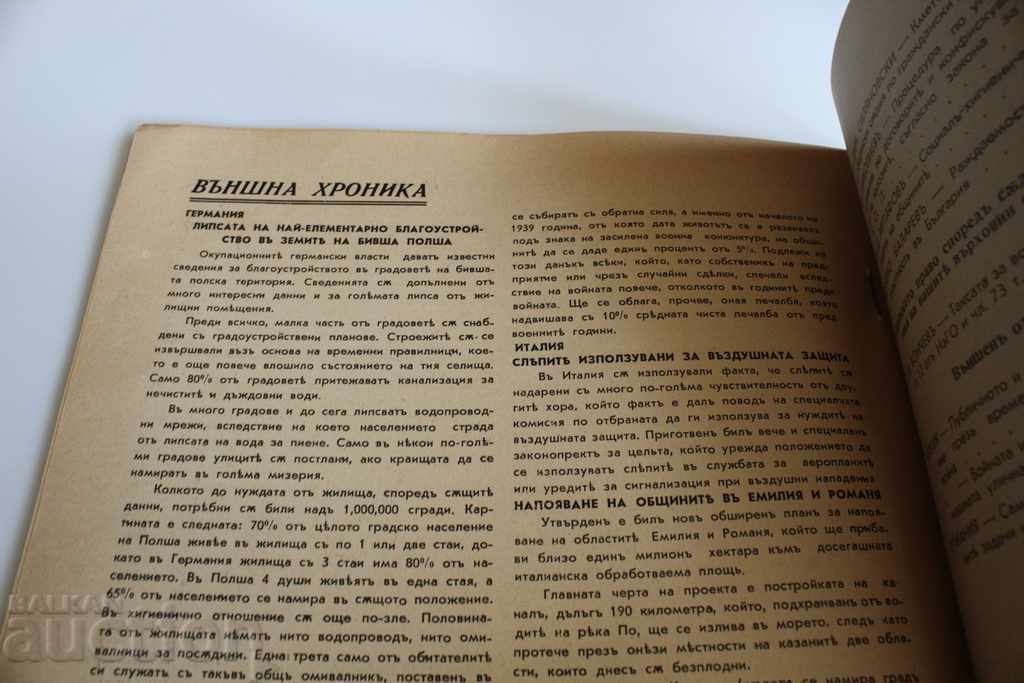 ВЪНШНА ХРОНИКА
ГЕРМАНИЯ
ЛИПСАТА НА НАЙ-ЕЛЕМЕНТАРНО БЛАГОУСТРОЙ-
СТВО ВЪ ЗЕМИТѢ НА БИВША ПОЛША
Окупационнитѣ германски власти даватъ известни
сведения за благоустройството въ градоветѣ на бивша-
та полска територия. Сведенията сѫ допълнени отъ
много интересни данни и за голѣмата липса отъ жи-
лищни помѣщения.
Преди всичко, малка часть отъ градоветѣ сѫ снаб-
дени съ градоустройствени планове. Строежитѣ сѫ се
извършвали възъ основа на временни правилници, кое-
то е още повече влошило състоянието на тия селища.
Само 80% отъ градоветѣ притежаватъ канализация за
нечиститѣ и дъждовни води.
Въ много градове и до сега липсватъ водопровод-
ни мрежи, вследствие на което населението страда
отъ липсата на вода за пиене. Само въ нѣкои по-голѣ-
ми градове улицитѣ сѫ постлани, ако краищата да се
намиратъ въ голѣма мизерия.
Колкото до нуждата отъ жилища, споредъ сѫщитѣ
данни, потрѣбни сѫ били надъ 1,000,000 сгради. Кар-
тината е следната: 70% отъ цѣлото градско население
на Полша живѣе въ жилища съ по 1 или две стаи, до-
като въ Германия жилища съ 3 стаи има 80% отъ на-
селението. Въ Полша 4 души живѣятъ въ една стая, а
65% отъ населението се намира въ сѫщото положение.
Въ хигиенично отношение сѫ още по-зле. Половина-
та отъ жилищата нѣматъ нито водопроводъ, нито оми-
валници за посѫдини. Една трета само отъ обитателитѣ
си служатъ съ такъвъ общъ омивалникъ, поставенъ въ
се събиратъ съ обратна сила, а именно отъ началото на
1939 година, отъ която дата животътъ се е развивалъ
подъ знака на засилена военна конюнктура, на общи-
нитѣ да се даде единъ процентъ отъ 5%. Подлежи на
този данъкъ всѣки, който, като собственикъ на пред-
приятие или чрезъ случайни сделки, спечели вслед-
ствие на войната повече, отколкото въ годинитѣ преди
войната. Ще се облага, прочее, оная печалба, която
надвишава съ 10% срѣдната чиста печалба отъ пред-
военнитѣ години.
ИТАЛИЯ
СЛѢПИТѢ ИЗПОЛЗУВАНИ ЗА ВЪЗДУШНАТА ЗАЩИТА
Въ Италия сѫ използували факта, че слѣпитѣ сѫ
надарени съ много по-голѣма чувствителность отъ дру-
гитѣ хора, който фактъ е далъ поводъ на специалната
комисия по отбраната да ги използува за нуждитѣ на
въздушната защита. Приготвенъ билъ вече и специаленъ
законпроектъ за цельта, който урежда положението да
се използуватъ слѣпитѣ въ службата за аеропланитѣ
или уредитѣ за сигнализация при въздушни нападения
НАПОЯВАНЕ НА ОБЩИНИТѢ ВЪ ЕМИЛИЯ И РОМАНЯ
Утвърденъ е билъ новъ обширенъ планъ за напоя-
ване на областитѣ Емилия и Романя, който ще приба-
ви близо единъ милионъ хектара къмъ досегашната
италианска обработваема площь.
Главната черта на проекта е постройката на ка-
налъ, дълъгъ 190 километра, който, подхранванъ отъ во-
дитѣ на рѣка По, ще се излива въ морето, следъ като
протече презъ онѣзи мѣстности на казанитѣ две обла-
сти, които днесъ сѫ безплодни.
се намира градъ